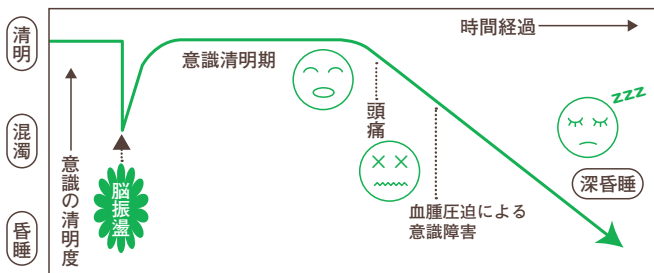 清明
混濁
昏睡
意識の清明度
脳振盪
意識清明期
時間経過
頭痛
血腫圧迫による
意識障害
zzz
深昏睡